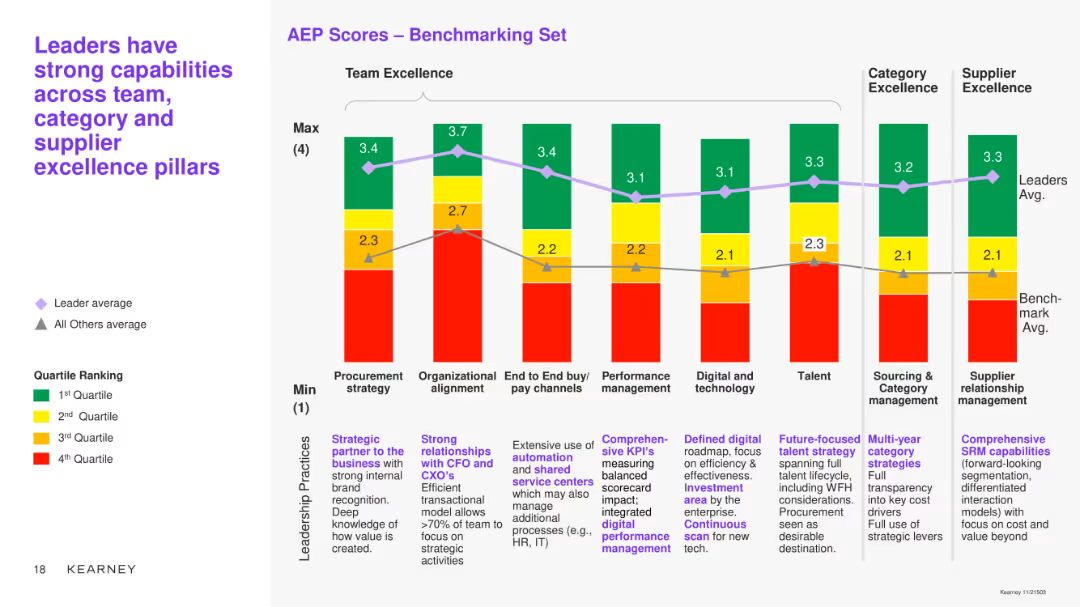 Leaders have
strong capabilities
across team,
category and
supplier
excellence pillars
Leader average
All Others average
Quartile Ranking
1st Quartile
2nd Quartile
3rd Quartile
4th Quartile
18 KEARNEY
AEP Scores – Benchmarking Set
Team Excellence
Category
Excellence
Supplier
Excellence
Max
(4)
3.4
3.7
3.4
3.1
3.1
3.3
3.2
3.3
Leaders
Avg.
2.3
2.7
2.2
2.2
2.1
2.3
2.1
2.1
Bench-
mark
Avg.
Min
(1)
Procurement
strategy
Organizational
alignment
End to End buy/
pay channels
Performance
management
Digital and
technology
Talent
Sourcing &
Category
management
Supplier
relationship
management
Leadership Practices
Strategic
partner to the
business with
strong internal
brand
recognition.
Deep
knowledge of
how value is
created.
Strong
relationships
with CFO and
CXO's
Efficient
transactional
model allows
>70% of team to
focus on
strategic
activities
Extensive use of
automation
and shared
service centers
which may also
manage
additional
processes (e.g.,
HR, IT)
Comprehen-
sive KPI's
measuring
balanced
scorecard
impact;
integrated
digital
performance
management
Defined digital
roadmap, focus
on efficiency &
effectiveness.
Investment
area by the
enterprise.
Continuous
scan for new
tech.
Future-focused
talent strategy
spanning full
talent lifecycle,
including WFH
considerations.
Procurement
seen as
desirable
destination.
Multi-year
category
strategies
Full
transparency
into key cost
drivers
Full use of
strategic levers
Comprehensive
SRM capabilities
(forward-looking
segmentation,
differentiated
interaction
models) with
focus on cost and
value beyond
Kearney 11/21503